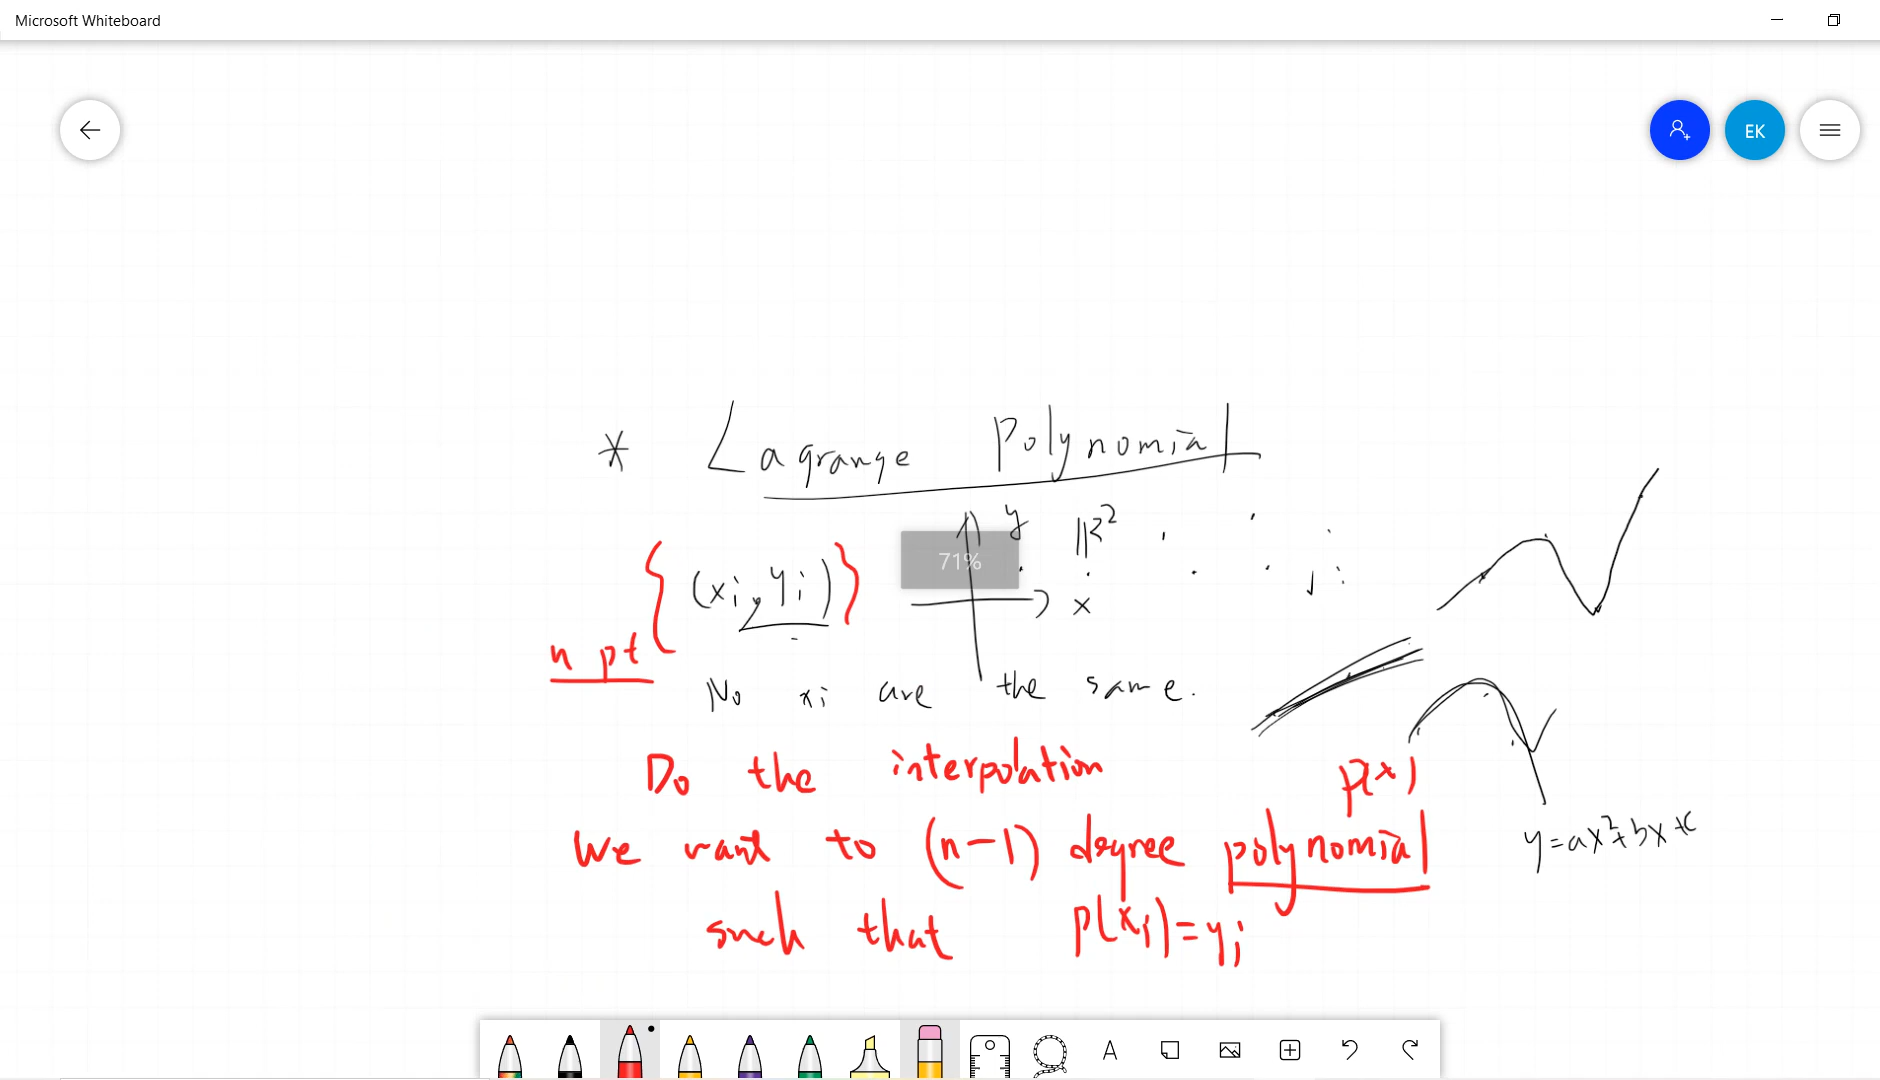 Microsoft Whiteboard
EK
* Lagrange Polynomial
y ℝ²
71%
{(xi, yi)}
x
n pt
No xi are the same.
Do the interpolation
p(x)
We want to (n-1) degree polynomial
y=ax²+bx+c
such that p(xi)=yi
A